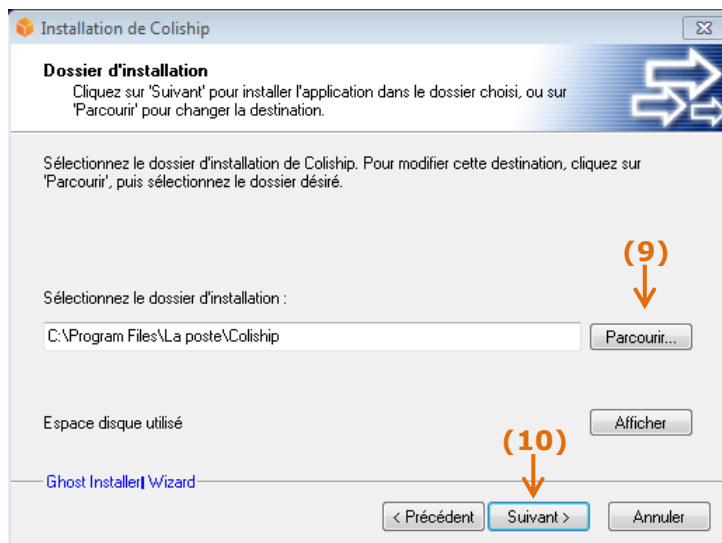 Installation de Coliship
Dossier d'installation
Cliquez sur 'Suivant' pour installer l'application dans le dossier choisi, ou sur
'Parcourir' pour changer la destination.
Sélectionnez le dossier d'installation de Coliship. Pour modifier cette destination, cliquez sur
'Parcourir', puis sélectionnez le dossier désiré.
(9)
Sélectionnez le dossier d'installation :
C:\Program Files\La poste\Coliship
Parcourir...
Espace disque utilisé
Afficher
(10)
Ghost Installer Wizard
< Précédent
Suivant >
Annuler